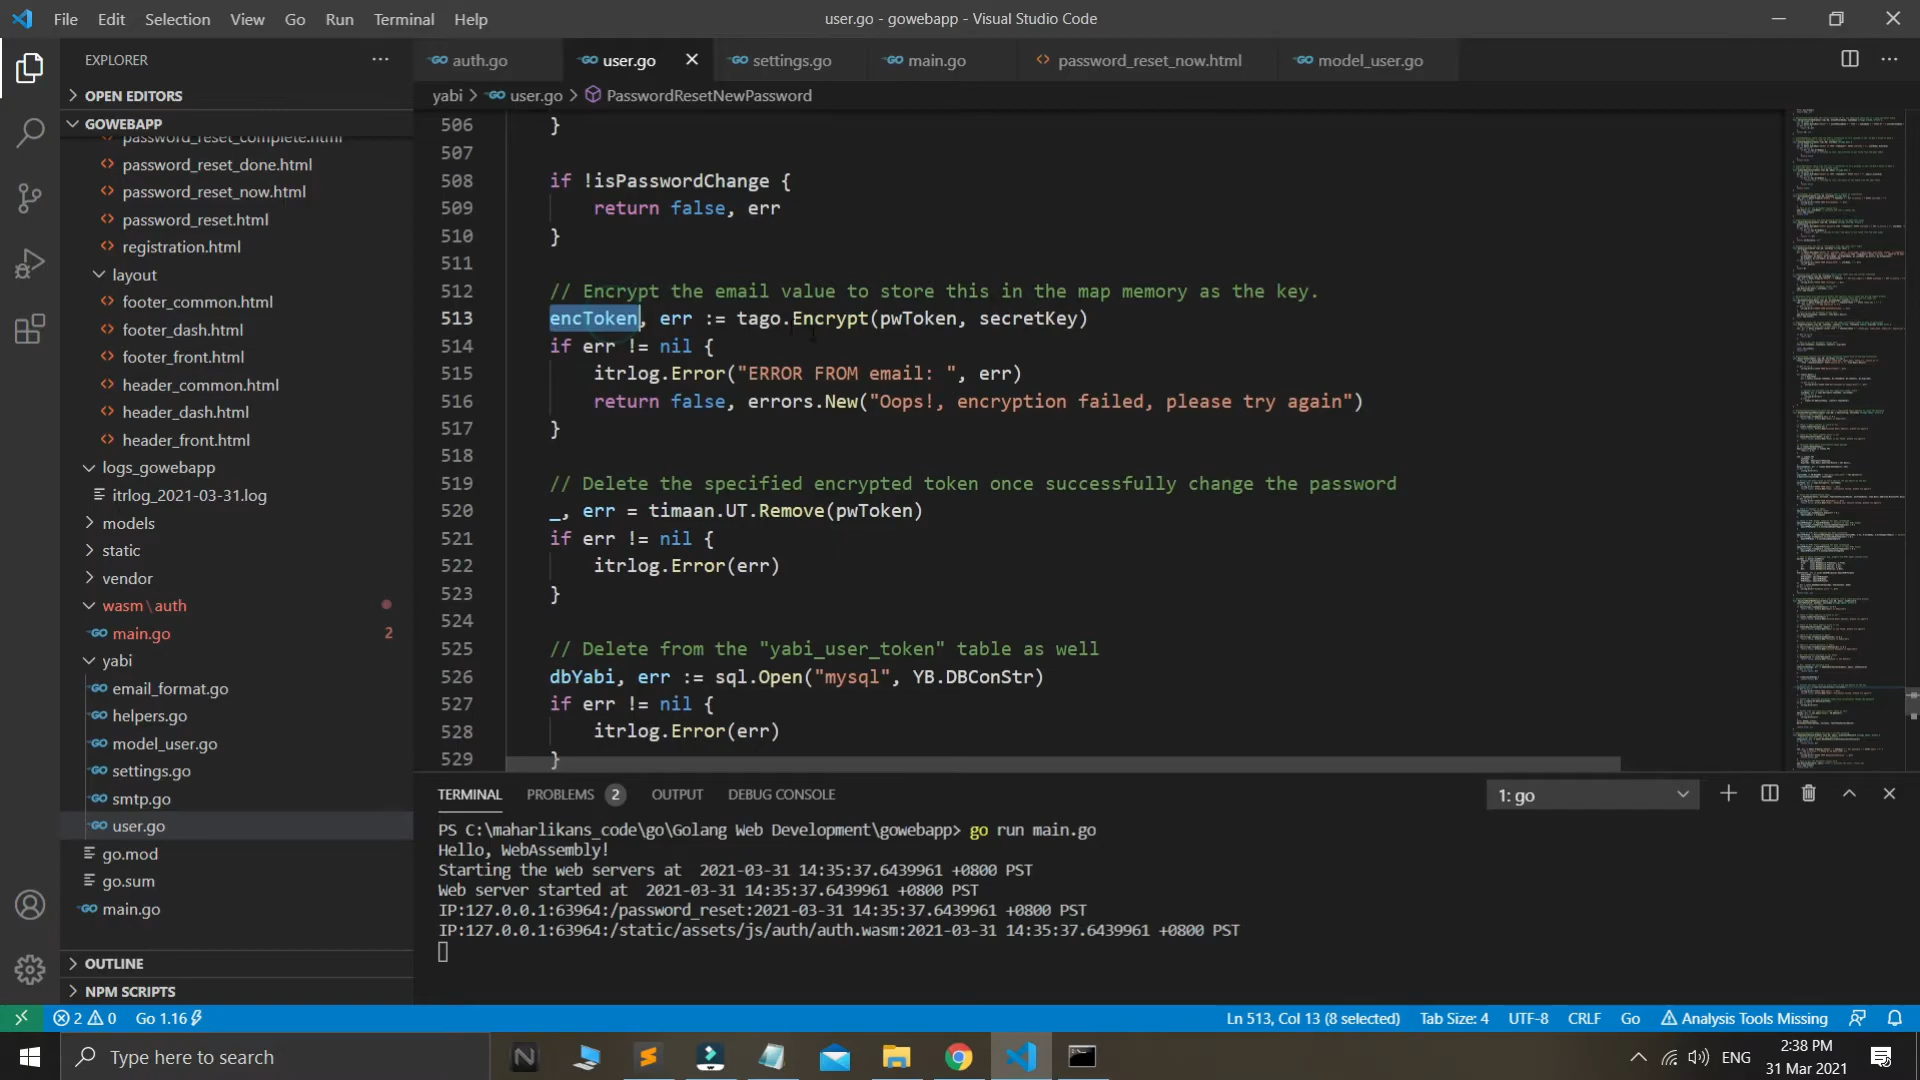 File Edit Selection View Go Run Terminal Help
user.go - gowebapp - Visual Studio Code
EXPLORER
auth.go
user.go
settings.go
main.go
password_reset_now.html
model_user.go
OPEN EDITORS
yabi > user.go > PasswordResetNewPassword
GOWEBAPP
password_reset_complete.html
password_reset_done.html
password_reset_now.html
password_reset.html
registration.html
layout
footer_common.html
footer_dash.html
footer_front.html
header_common.html
header_dash.html
header_front.html
logs_gowebapp
itrlog_2021-03-31.log
models
static
vendor
wasm\auth
main.go 2
yabi
email_format.go
helpers.go
model_user.go
settings.go
smtp.go
user.go
go.mod
go.sum
main.go
OUTLINE
NPM SCRIPTS
506 }
507
508 if !isPasswordChange {
509 return false, err
510 }
511
512 // Encrypt the email value to store this in the map memory as the key.
513 encToken, err := tago.Encrypt(pwToken, secretKey)
514 if err != nil {
515 itrlog.Error("ERROR FROM email: ", err)
516 return false, errors.New("Oops!, encryption failed, please try again")
517 }
518
519 // Delete the specified encrypted token once successfully change the password
520 _, err = timaan.UT.Remove(pwToken)
521 if err != nil {
522 itrlog.Error(err)
523 }
524
525 // Delete from the "yabi_user_token" table as well
526 dbYabi, err := sql.Open("mysql", YB.DBConStr)
527 if err != nil {
528 itrlog.Error(err)
529 }
TERMINAL PROBLEMS 2 OUTPUT DEBUG CONSOLE
1: go
PS C:\maharlikans_code\go\Golang Web Development\gowebapp> go run main.go
Hello, WebAssembly!
Starting the web servers at  2021-03-31 14:35:37.6439961 +0800 PST
Web server started at  2021-03-31 14:35:37.6439961 +0800 PST
IP:127.0.0.1:63964:/password_reset:2021-03-31 14:35:37.6439961 +0800 PST
IP:127.0.0.1:63964:/static/assets/js/auth/auth.wasm:2021-03-31 14:35:37.6439961 +0800 PST
2 0 Go 1.16
Ln 513, Col 13 (8 selected) Tab Size: 4 UTF-8 CRLF Go Analysis Tools Missing
Type here to search
ENG
2:38 PM
31 Mar 2021